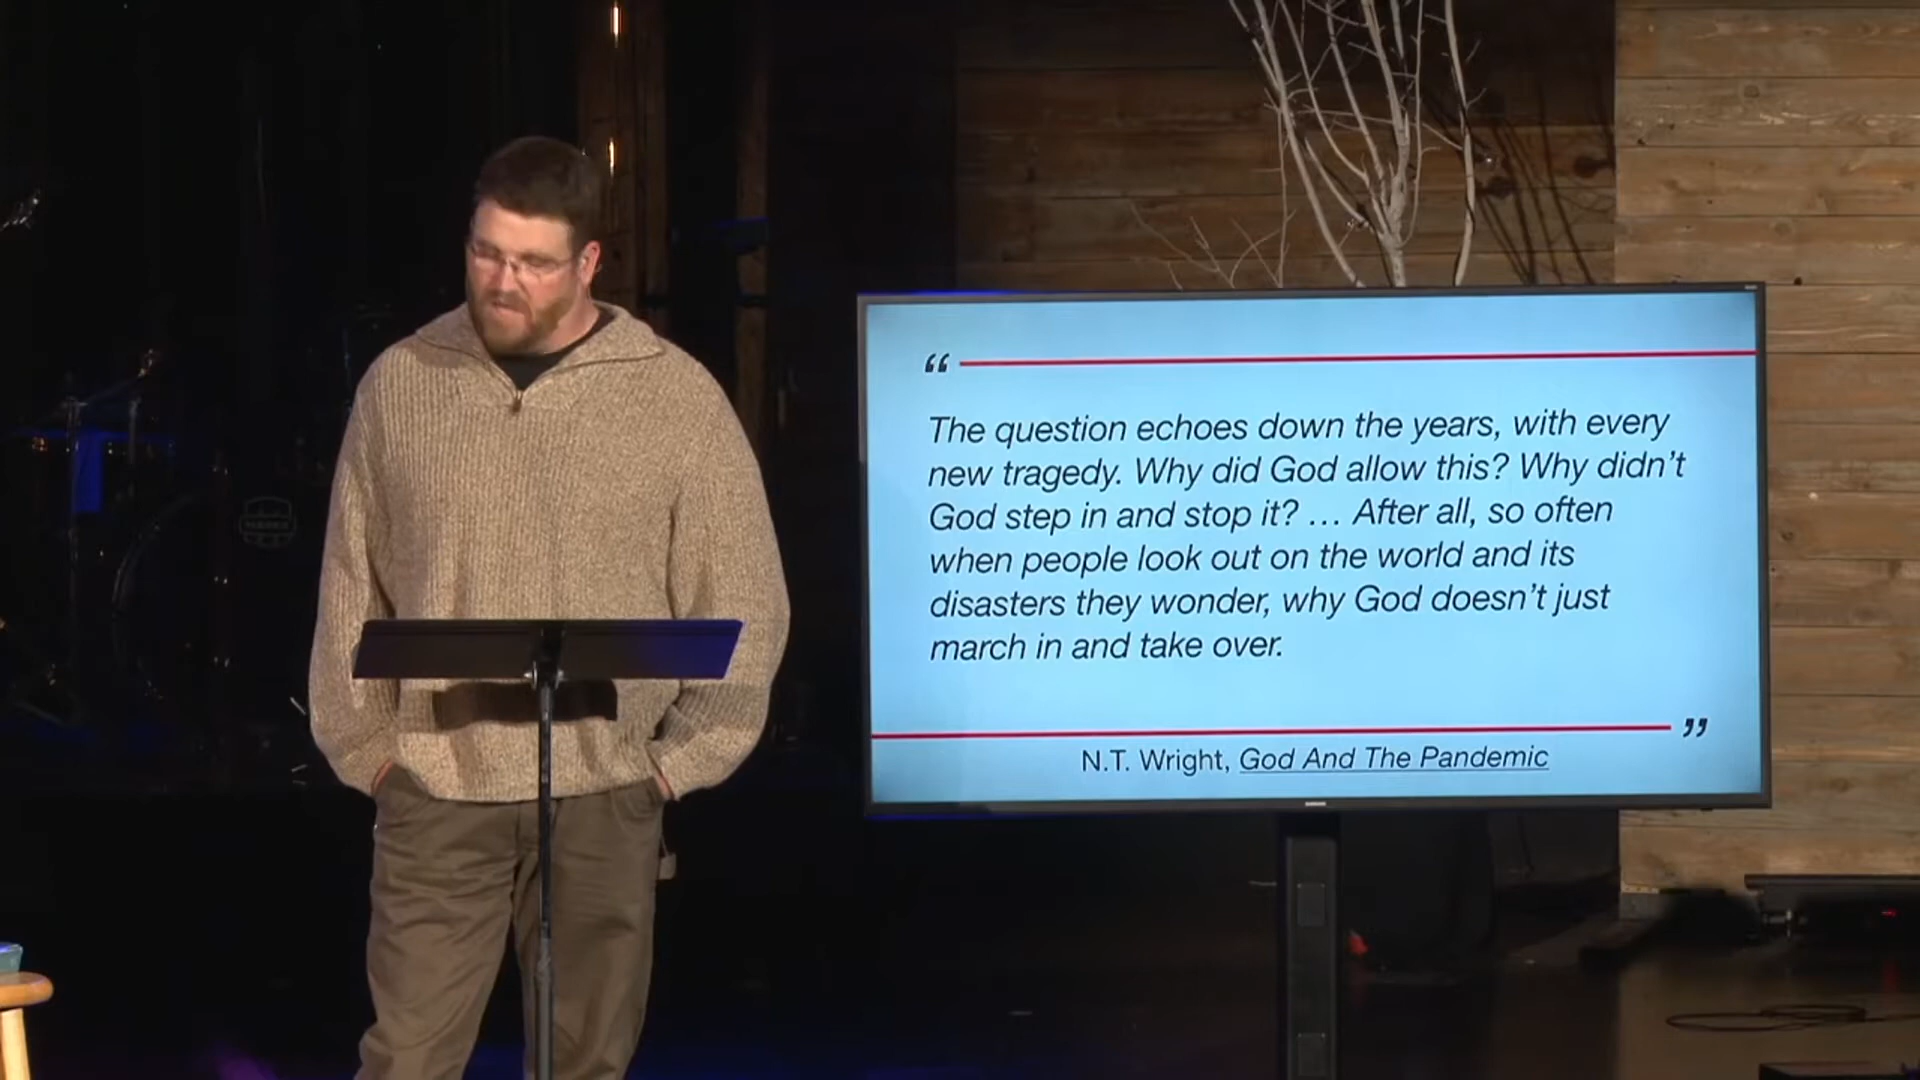 “
The question echoes down the years, with every
new tragedy. Why did God allow this? Why didn’t
God step in and stop it? … After all, so often
when people look out on the world and its
disasters they wonder, why God doesn’t just
march in and take over.
”
N.T. Wright, God And The Pandemic